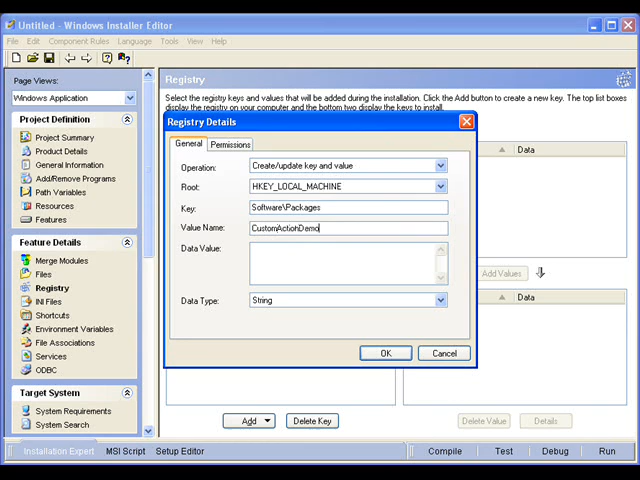 Untitled - Windows Installer Editor
File Edit Component Rules Language Tools View Help
Page Views:
Windows Application
Project Definition
Project Summary
Product Details
General Information
Add/Remove Programs
Path Variables
Resources
Features
Feature Details
Merge Modules
Files
Registry
INI Files
Shortcuts
Environment Variables
File Associations
Services
ODBC
Target System
System Requirements
System Search
Registry
Select the registry keys and values that will be added during the installation. Click the Add button to create a new key. The top list boxes
display the registry on your computer and the bottom two display the keys to install.
Registry Details
General Permissions
Operation: Create/update key and value
Root: HKEY_LOCAL_MACHINE
Key: Software\Packages
Value Name: CustomActionDemo
Data Value:
Data Type: String
OK Cancel
Data
Add Values
Data
Add Delete Key Delete Value Details
Installation Expert MSI Script Setup Editor Compile Test Debug Run